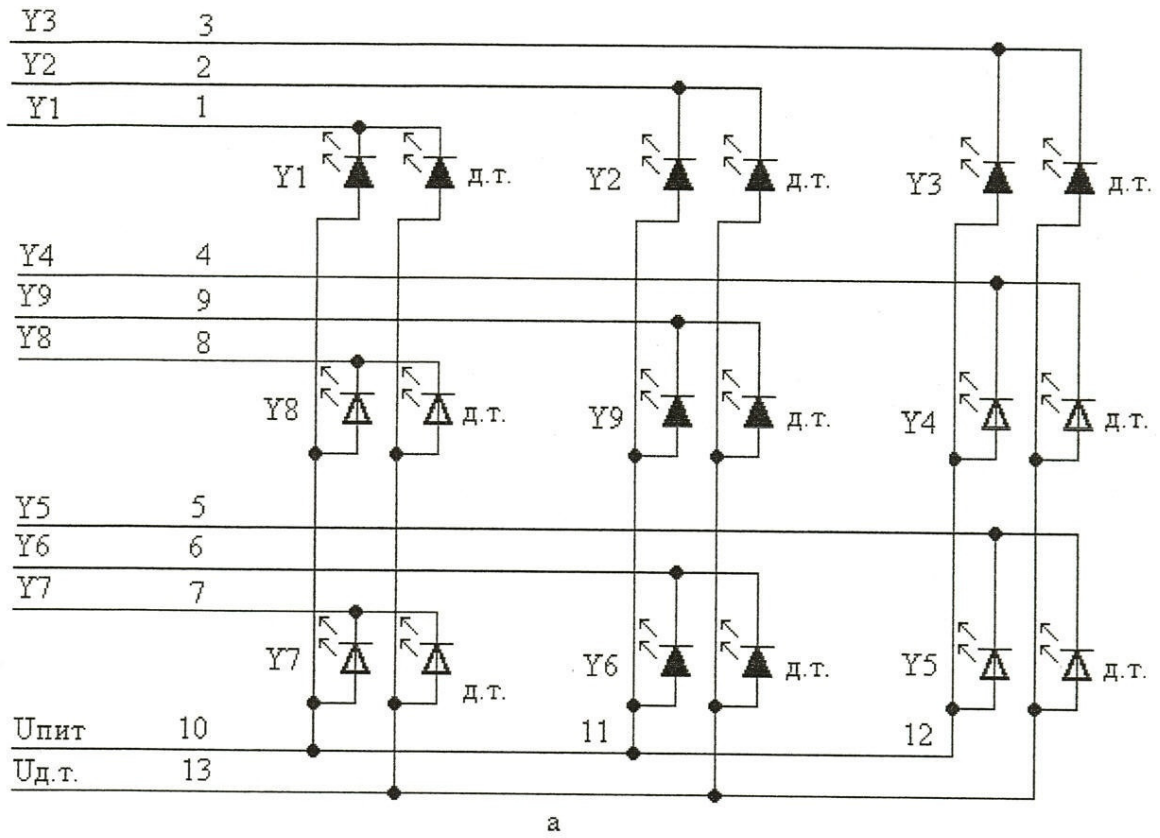 Y3 3
Y2 2
Y1 1
Y1 д.т. Y2 д.т. Y3 д.т.
Y4 4
Y9 9
Y8 8
Y8 д.т. Y9 д.т. Y4 д.т.
Y5 5
Y6 6
Y7 7
Y7 д.т. Y6 д.т. Y5 д.т.
Uпит 10 11 12
Uд.т. 13
а